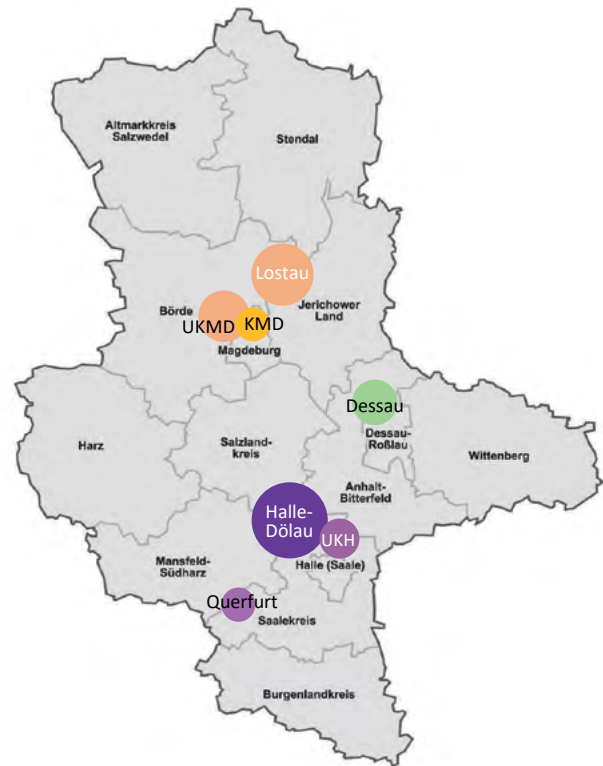 Altmarkkreis
Salzwedel
Stendal
Lostau
Börde
Jerichower
Land
UKMD
KMD
Magdeburg
Dessau
Harz
Salzland-
kreis
Dessau-
Roßlau
Wittenberg
Anhalt-
Bitterfeld
Halle-
Dölau
UKH
Mansfeld-
Südharz
Halle (Saale)
Querfurt
Saalekreis
Burgenlandkreis